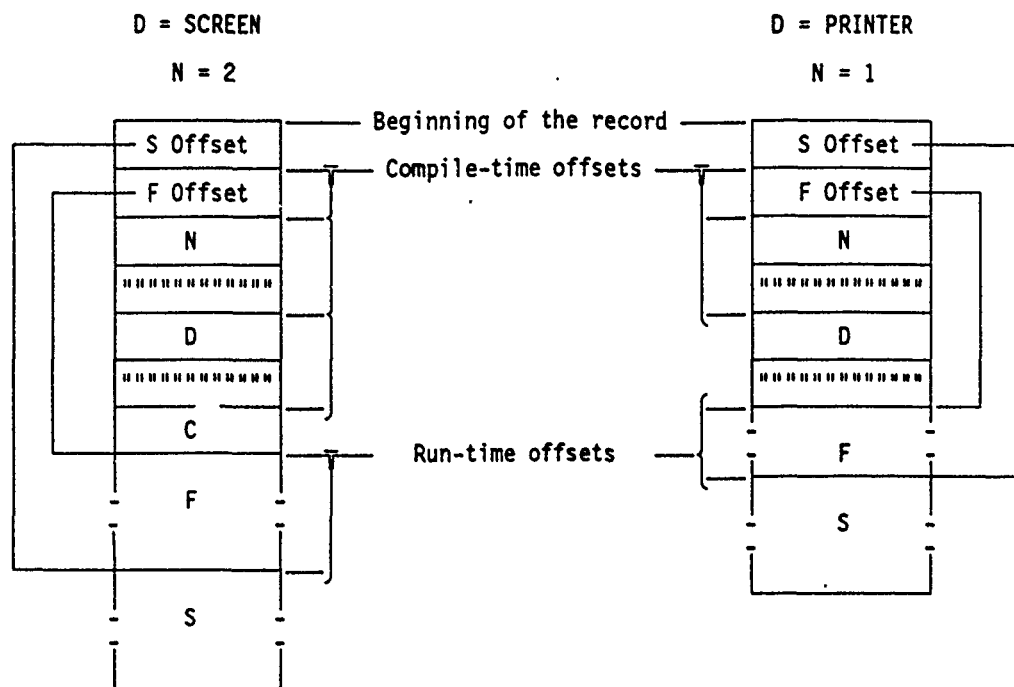 D = SCREEN
D = PRINTER
N = 2
N = 1
Beginning of the record
S Offset
S Offset
Compile-time offsets
F Offset
F Offset
N
N
" " " " " " " " " " " "
" " " " " " " " " " " "
D
D
" " " " " " " " " " " "
" " " " " " " " " " " "
C
Run-time offsets
F
F
S
S